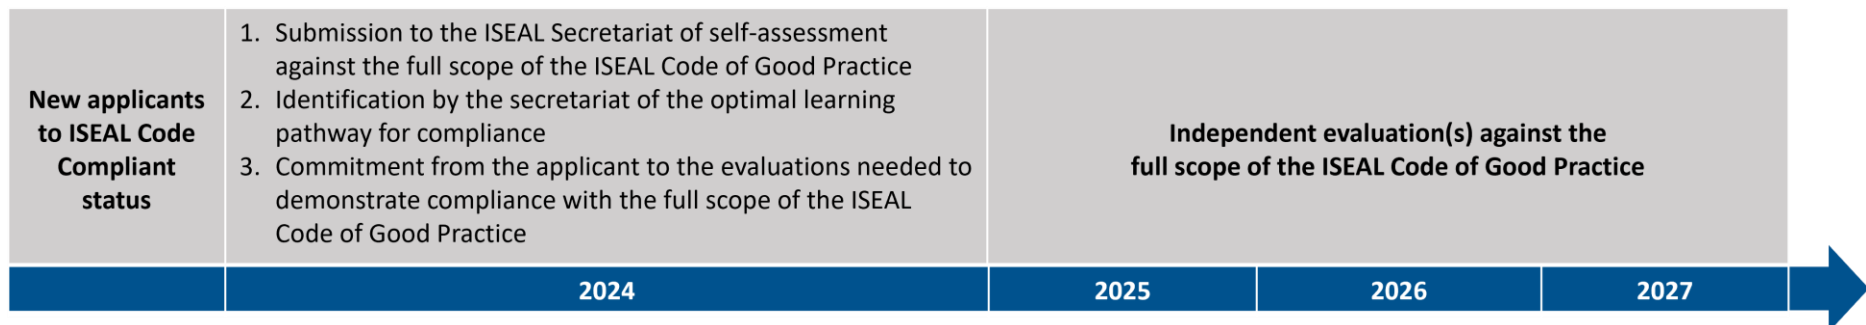 New applicants
to ISEAL Code
Compliant
status
1. Submission to the ISEAL Secretariat of self-assessment
against the full scope of the ISEAL Code of Good Practice
2. Identification by the secretariat of the optimal learning
pathway for compliance
3. Commitment from the applicant to the evaluations needed to
demonstrate compliance with the full scope of the ISEAL
Code of Good Practice
Independent evaluation(s) against the
full scope of the ISEAL Code of Good Practice
2024
2025
2026
2027